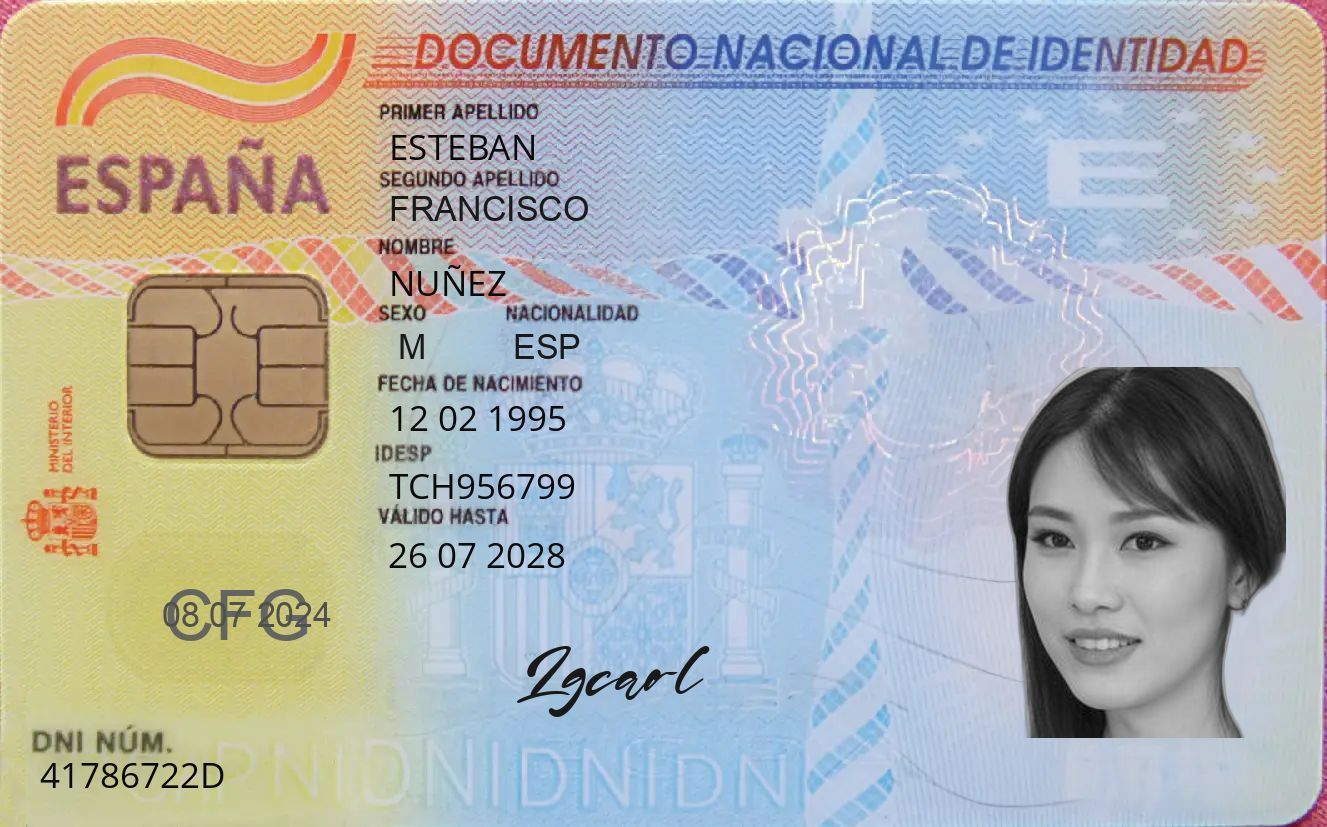 DOCUMENTO NACIONAL DE IDENTIDAD
ESPAÑA
PRIMER APELLIDO
ESTEBAN
SEGUNDO APELLIDO
FRANCISCO
NOMBRE
NUÑEZ
SEXO NACIONALIDAD
M ESP
FECHA DE NACIMIENTO
12 02 1995
IDESP
TCH956799
VÁLIDO HASTA
26 07 2028
MINISTERIO
DEL INTERIOR
E
CFG
08 07 2024
DNI NÚM.
41786722D